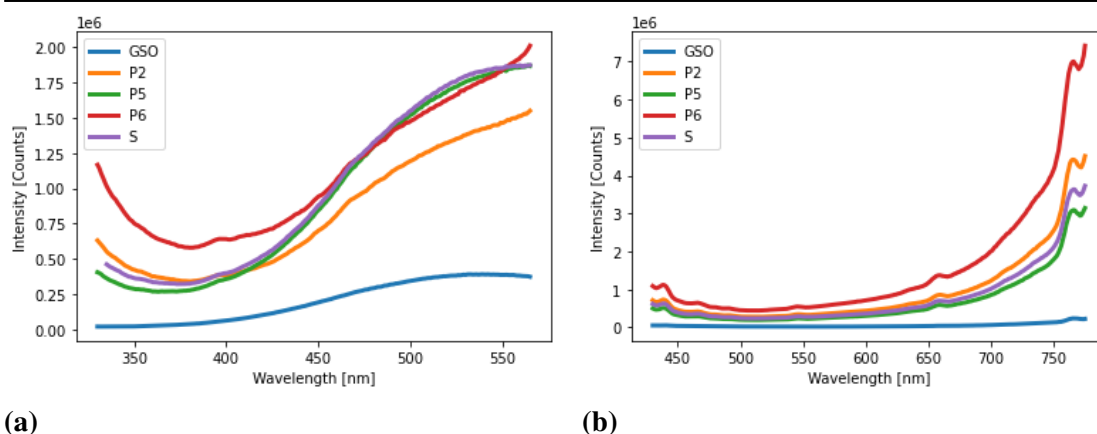 1e6
2.00
1.75
1.50
1.25
1.00
0.75
0.50
0.25
0.00
Intensity [Counts]
GSO
P2
P5
P6
S
350
400
450
500
550
Wavelength [nm]
(a)
1e6
7
6
5
4
3
2
1
0
Intensity [Counts]
GSO
P2
P5
P6
S
450
500
550
600
650
700
750
Wavelength [nm]
(b)